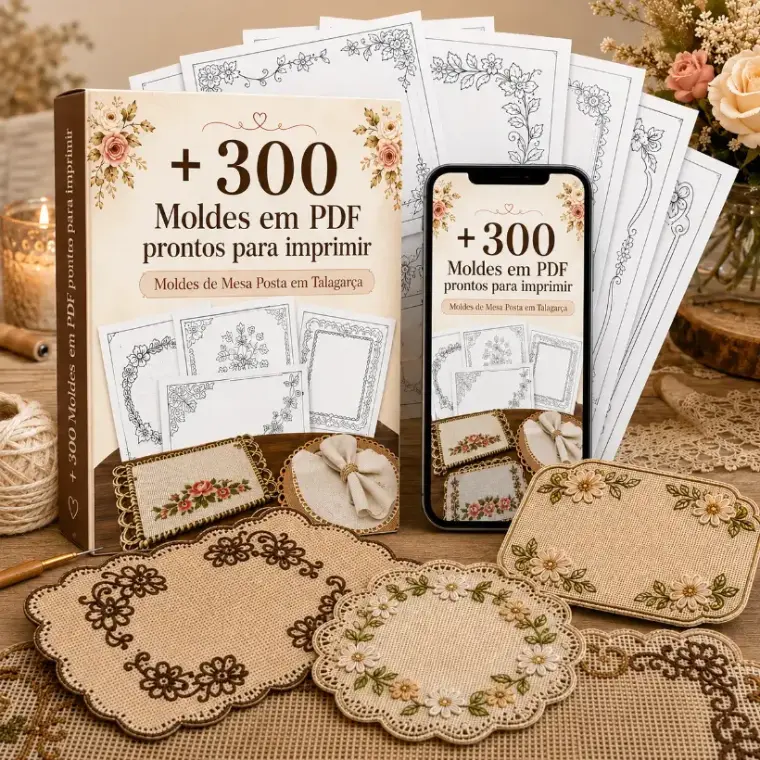 + 300 Moldes em PDF pronto para imprimir
+ 300
Moldes em PDF
prontos para imprimir
Moldes de Mesa Posta em Talagarça
+ 300
Moldes em PDF
prontos para imprimir
Moldes de Mesa Posta em Talagarça